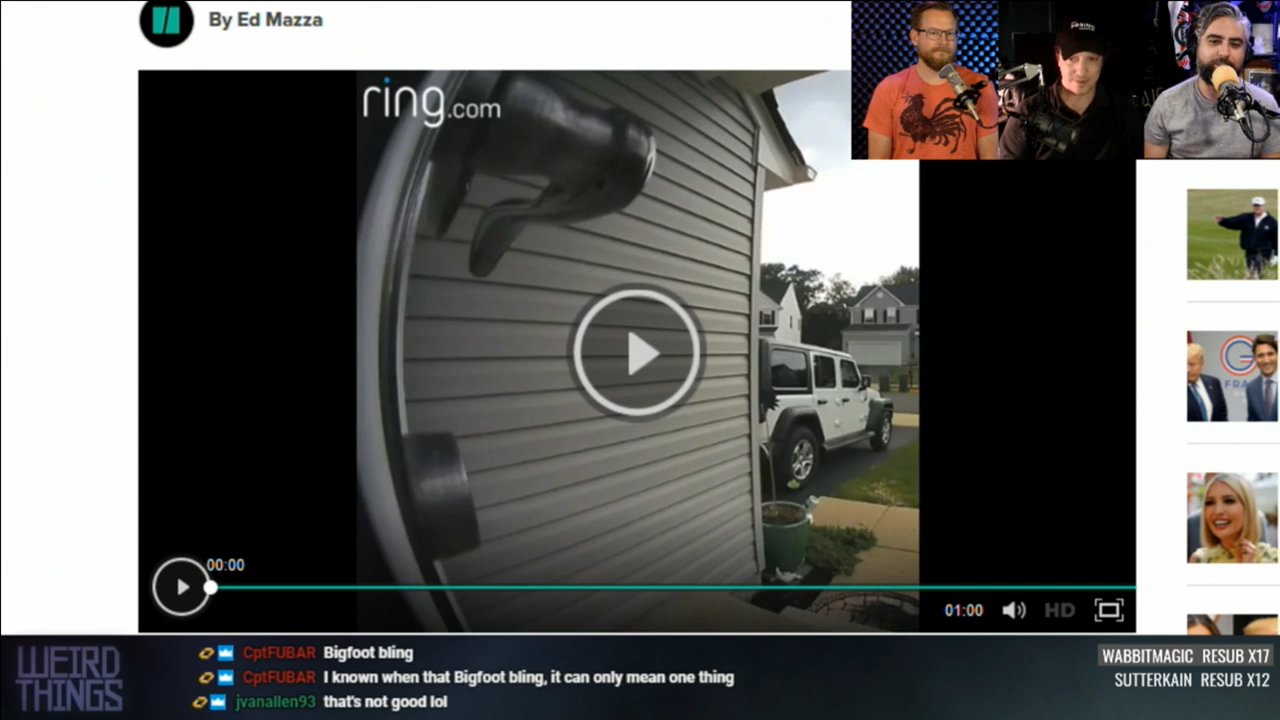 By Ed Mazza
ring.com
00:00
01:00
HD
WEIRD
THINGS
CptFUBAR Bigfoot bling
CptFUBAR I known when that Bigfoot bling, it can only mean one thing
jvanallen93 that's not good lol
WABBITMAGIC RESUB X17
SUTTERKAIN RESUB X12